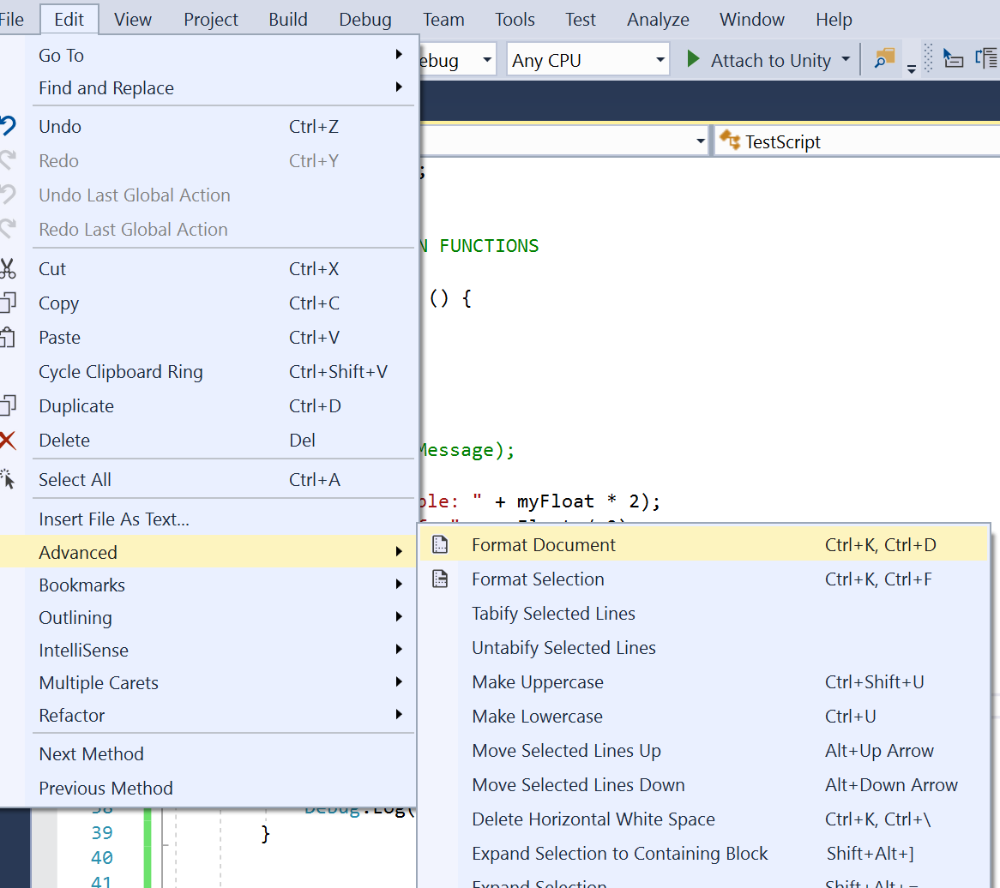 File Edit View Project Build Debug Team Tools Test Analyze Window Help
ebug Any CPU Attach to Unity
TestScript
Go To
Find and Replace
Undo Ctrl+Z
Redo Ctrl+Y
Undo Last Global Action
Redo Last Global Action
Cut Ctrl+X
Copy Ctrl+C
Paste Ctrl+V
Cycle Clipboard Ring Ctrl+Shift+V
Duplicate Ctrl+D
Delete Del
Select All Ctrl+A
Insert File As Text...
Advanced
Bookmarks
Outlining
IntelliSense
Multiple Carets
Refactor
Next Method
Previous Method
;
N FUNCTIONS
() {
Message);
ble: " + myFloat * 2);
Format Document Ctrl+K, Ctrl+D
Format Selection Ctrl+K, Ctrl+F
Tabify Selected Lines
Untabify Selected Lines
Make Uppercase Ctrl+Shift+U
Make Lowercase Ctrl+U
Move Selected Lines Up Alt+Up Arrow
Move Selected Lines Down Alt+Down Arrow
Delete Horizontal White Space Ctrl+K, Ctrl+\
Expand Selection to Containing Block Shift+Alt+]
Expand Selection Shift+Alt+=
38 Debug.Log(
39 }
40
41